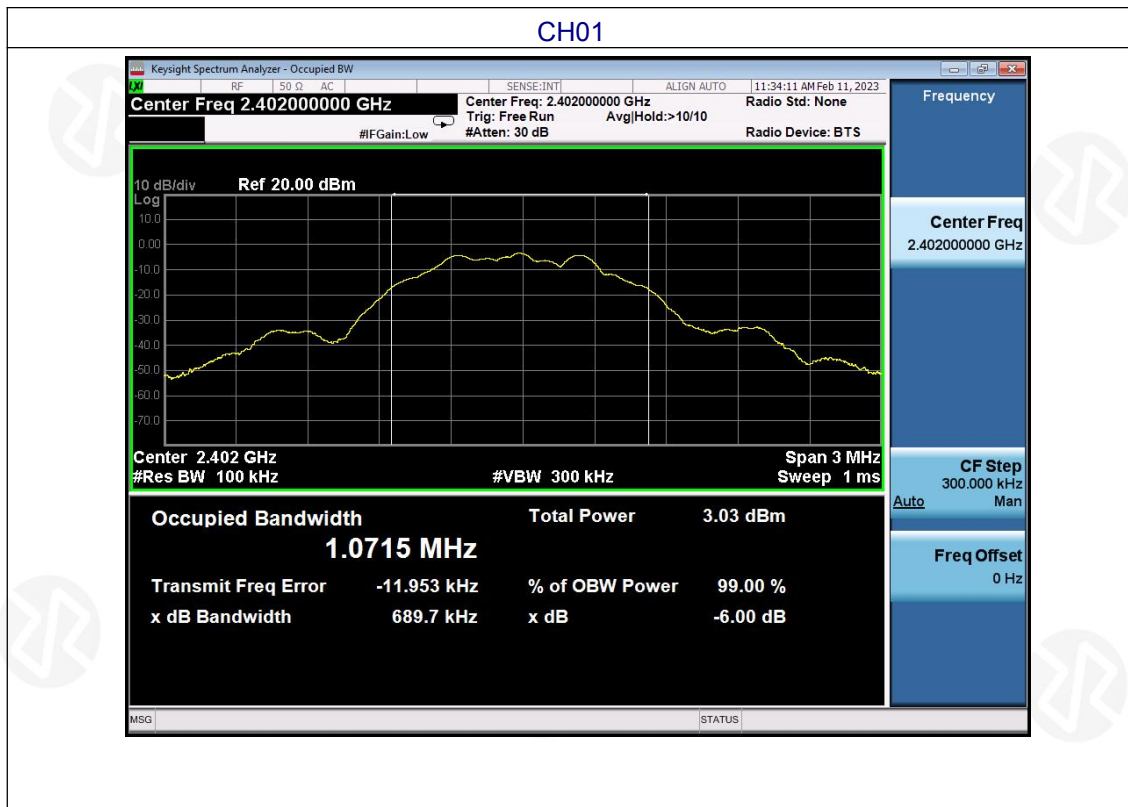 CH01
Keysight Spectrum Analyzer - Occupied BW
LXI RF 50 Ω AC SENSE:INT ALIGN AUTO 11:34:11 AM Feb 11, 2023
Center Freq 2.402000000 GHz
Center Freq: 2.402000000 GHz Radio Std: None
Trig: Free Run Avg|Hold:>10/10
#IFGain:Low #Atten: 30 dB Radio Device: BTS
10 dB/div Ref 20.00 dBm
Log
10.0
0.00
-10.0
-20.0
-30.0
-40.0
-50.0
-60.0
-70.0
Center 2.402 GHz Span 3 MHz
#Res BW 100 kHz #VBW 300 kHz Sweep 1 ms
Occupied Bandwidth Total Power 3.03 dBm
1.0715 MHz
Transmit Freq Error -11.953 kHz % of OBW Power 99.00 %
x dB Bandwidth 689.7 kHz x dB -6.00 dB
MSG STATUS
Frequency
Center Freq
2.402000000 GHz
CF Step
300.000 kHz
Auto Man
Freq Offset
0 Hz